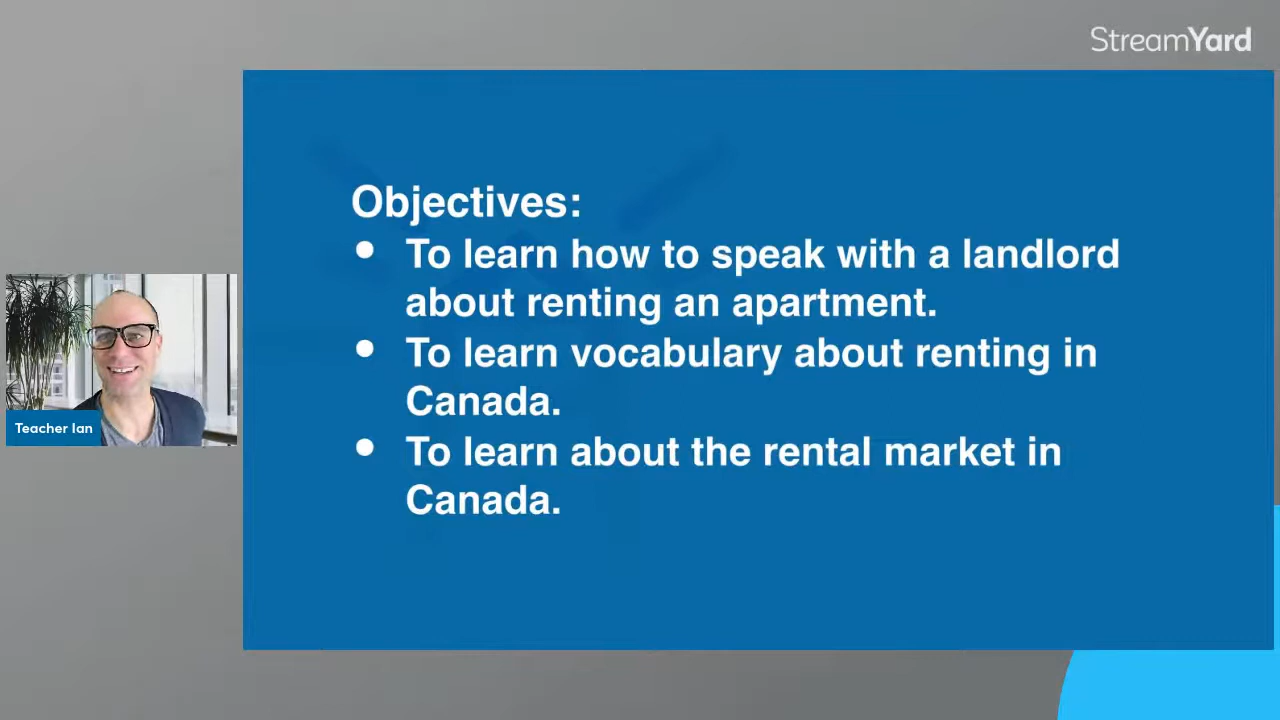 StreamYard
Objectives:
• To learn how to speak with a landlord
about renting an apartment.
• To learn vocabulary about renting in
Canada.
• To learn about the rental market in
Canada.
Teacher Ian